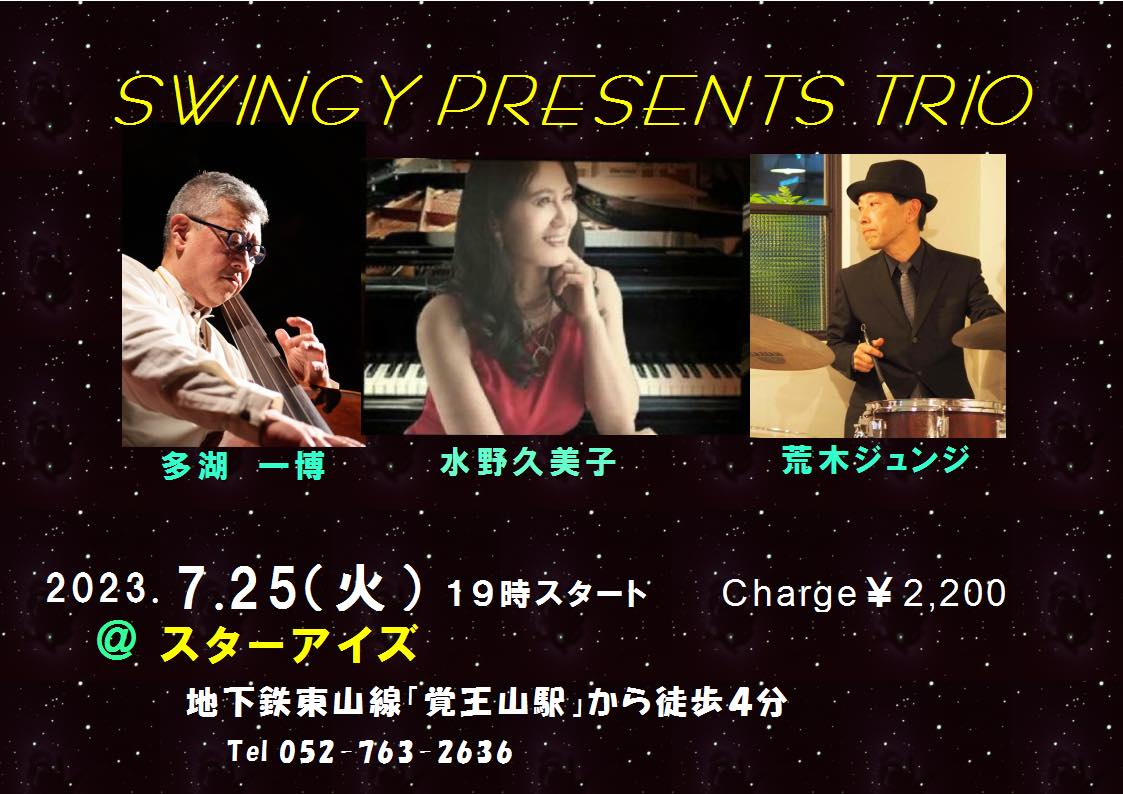 SWINGY PRESENTS TRIO
多湖　一博
水野久美子
荒木ジュンジ
2023. 7.25(火) 19時スタート Charge¥2,200
@ スターアイズ
地下鉄東山線「覚王山駅」から徒歩4分
Tel 052-763-2636